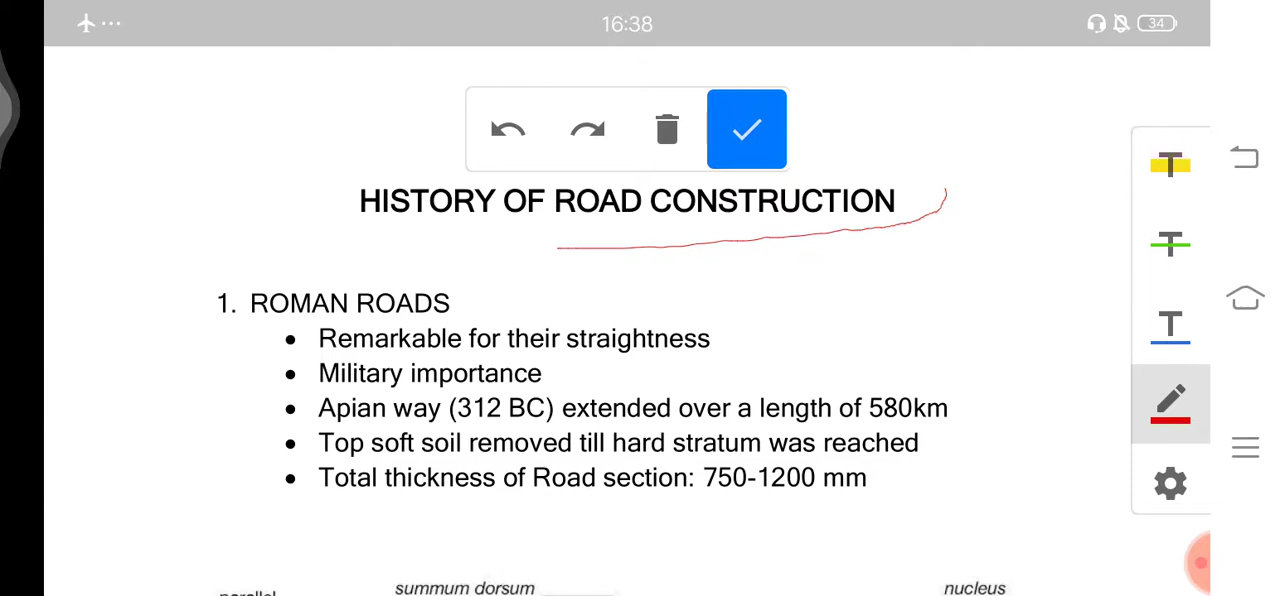 16:38
34
HISTORY OF ROAD CONSTRUCTION
1. ROMAN ROADS
• Remarkable for their straightness
• Military importance
• Apian way (312 BC) extended over a length of 580km
• Top soft soil removed till hard stratum was reached
• Total thickness of Road section: 750-1200 mm
summum dorsum
nucleus
T
T
T